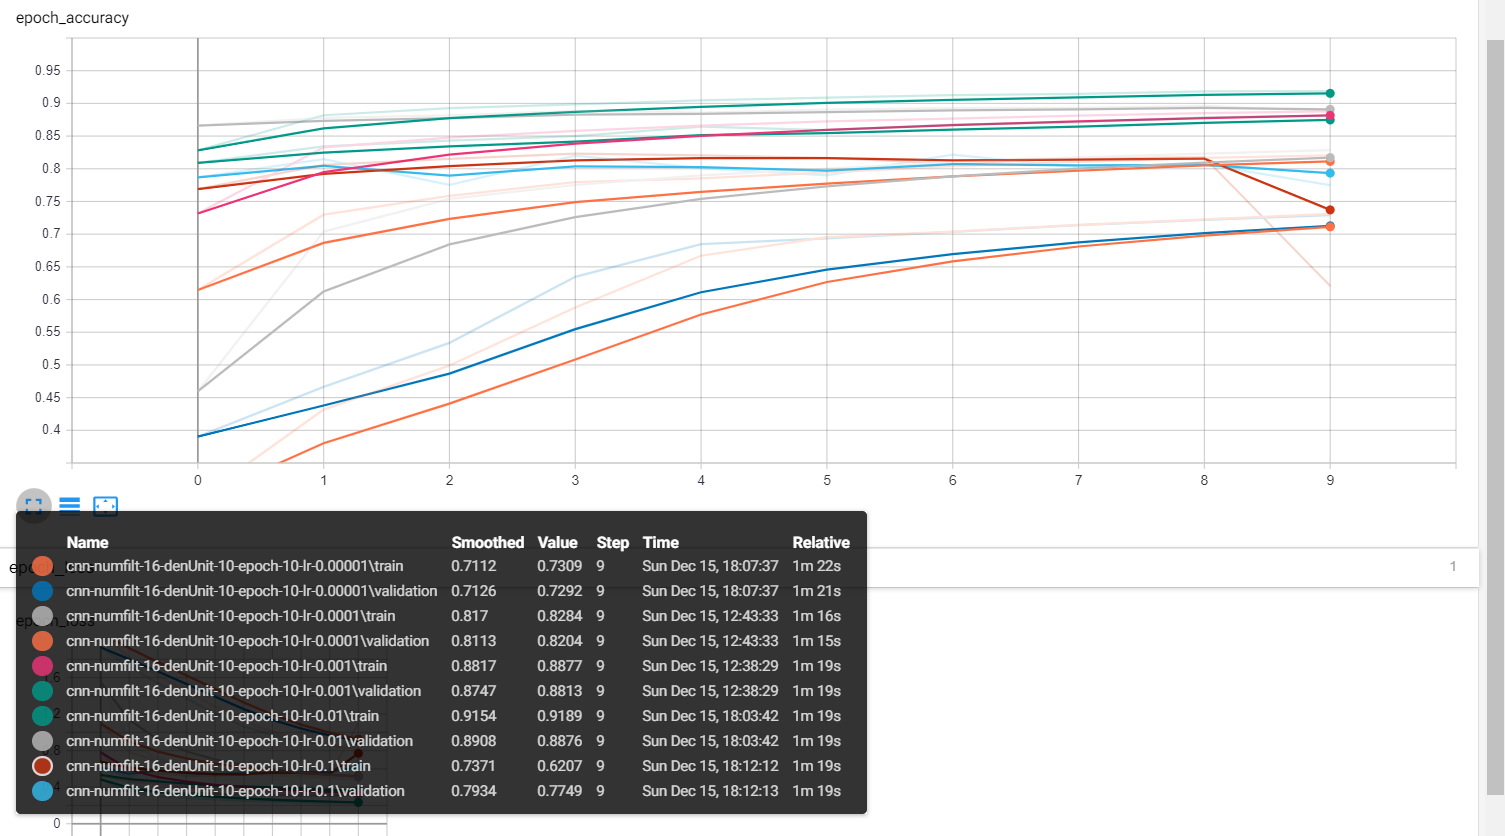 epoch_accuracy
0.95
0.9
0.85
0.8
0.75
0.7
0.65
0.6
0.55
0.5
0.45
0.4
0 1 2 3 4 5 6 7 8 9
Name Smoothed Value Step Time Relative
cnn-numfilt-16-denUnit-10-epoch-10-lr-0.00001\train 0.7112 0.7309 9 Sun Dec 15, 18:07:37 1m 22s
1
cnn-numfilt-16-denUnit-10-epoch-10-lr-0.00001\validation 0.7126 0.7292 9 Sun Dec 15, 18:07:37 1m 21s
cnn-numfilt-16-denUnit-10-epoch-10-lr-0.0001\train 0.817 0.8284 9 Sun Dec 15, 12:43:33 1m 16s
cnn-numfilt-16-denUnit-10-epoch-10-lr-0.0001\validation 0.8113 0.8204 9 Sun Dec 15, 12:43:33 1m 15s
cnn-numfilt-16-denUnit-10-epoch-10-lr-0.001\train 0.8817 0.8877 9 Sun Dec 15, 12:38:29 1m 19s
cnn-numfilt-16-denUnit-10-epoch-10-lr-0.001\validation 0.8747 0.8813 9 Sun Dec 15, 12:38:29 1m 19s
cnn-numfilt-16-denUnit-10-epoch-10-lr-0.01\train 0.9154 0.9189 9 Sun Dec 15, 18:03:42 1m 19s
cnn-numfilt-16-denUnit-10-epoch-10-lr-0.01\validation 0.8908 0.8876 9 Sun Dec 15, 18:03:42 1m 19s
cnn-numfilt-16-denUnit-10-epoch-10-lr-0.1\train 0.7371 0.6207 9 Sun Dec 15, 18:12:12 1m 19s
cnn-numfilt-16-denUnit-10-epoch-10-lr-0.1\validation 0.7934 0.7749 9 Sun Dec 15, 18:12:13 1m 19s
0